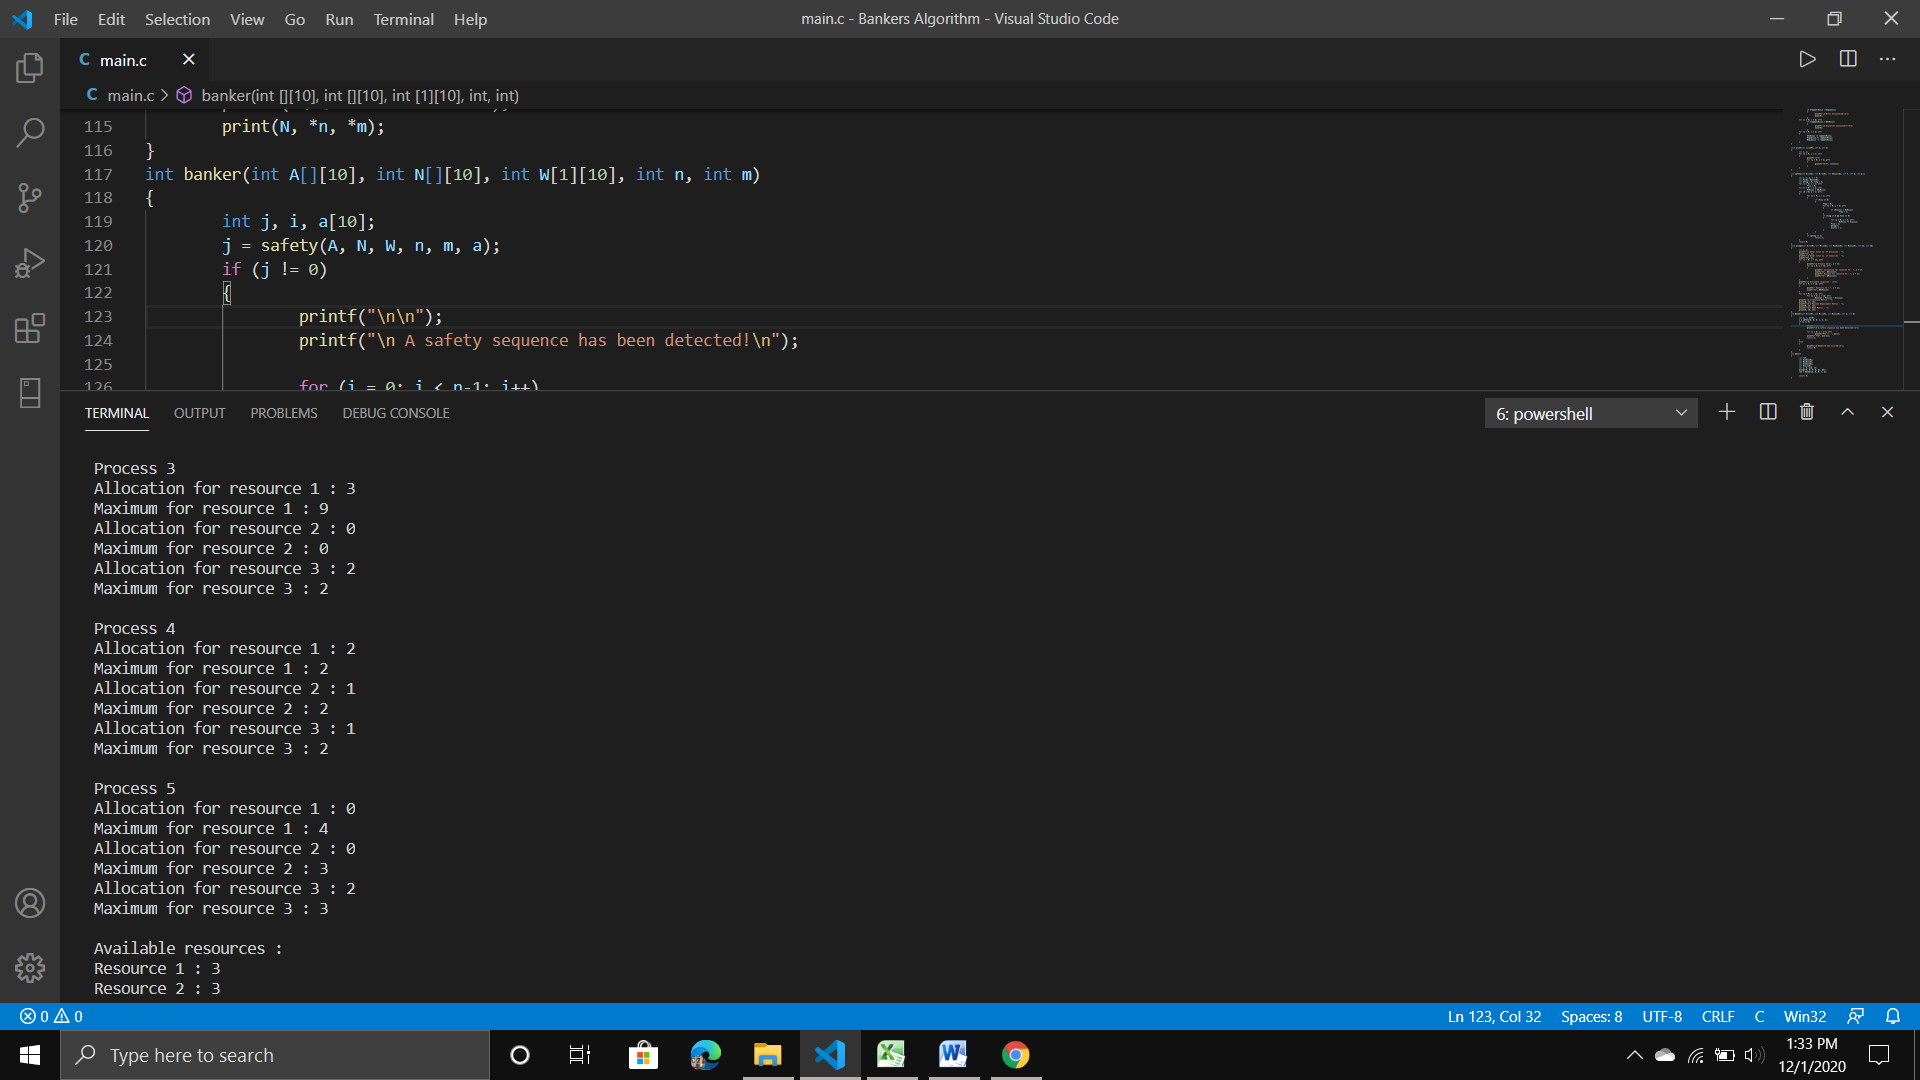 File Edit Selection View Go Run Terminal Help
main.c - Bankers Algorithm - Visual Studio Code
C main.c
C main.c > banker(int [][10], int [][10], int [1][10], int, int)
115 print(N, *n, *m);
116 }
117 int banker(int A[][10], int N[][10], int W[1][10], int n, int m)
118 {
119 int j, i, a[10];
120 j = safety(A, N, W, n, m, a);
121 if (j != 0)
122 {
123 printf("\n\n");
124 printf("\n A safety sequence has been detected!\n");
125
126 for (i = 0; i < n-1; i++)
TERMINAL OUTPUT PROBLEMS DEBUG CONSOLE
6: powershell
Process 3
Allocation for resource 1 : 3
Maximum for resource 1 : 9
Allocation for resource 2 : 0
Maximum for resource 2 : 0
Allocation for resource 3 : 2
Maximum for resource 3 : 2
Process 4
Allocation for resource 1 : 2
Maximum for resource 1 : 2
Allocation for resource 2 : 1
Maximum for resource 2 : 2
Allocation for resource 3 : 1
Maximum for resource 3 : 2
Process 5
Allocation for resource 1 : 0
Maximum for resource 1 : 4
Allocation for resource 2 : 0
Maximum for resource 2 : 3
Allocation for resource 3 : 2
Maximum for resource 3 : 3
Available resources :
Resource 1 : 3
Resource 2 : 3
0 0
Ln 123, Col 32 Spaces: 8 UTF-8 CRLF C Win32
Type here to search
1:33 PM
12/1/2020